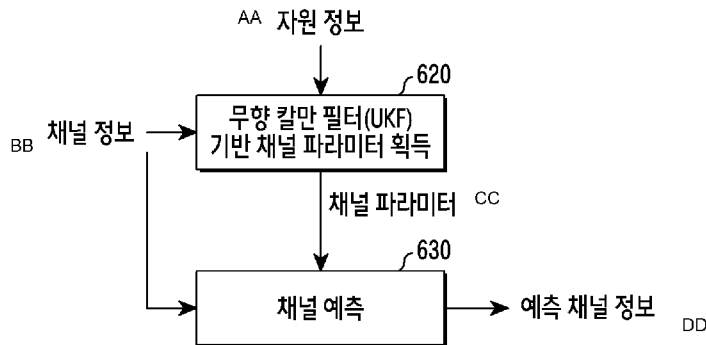 AA 자원 정보
620
무향 칼만 필터(UKF)
기반 채널 파라미터 획득
BB 채널 정보
채널 파라미터 CC
630
채널 예측
예측 채널 정보 DD